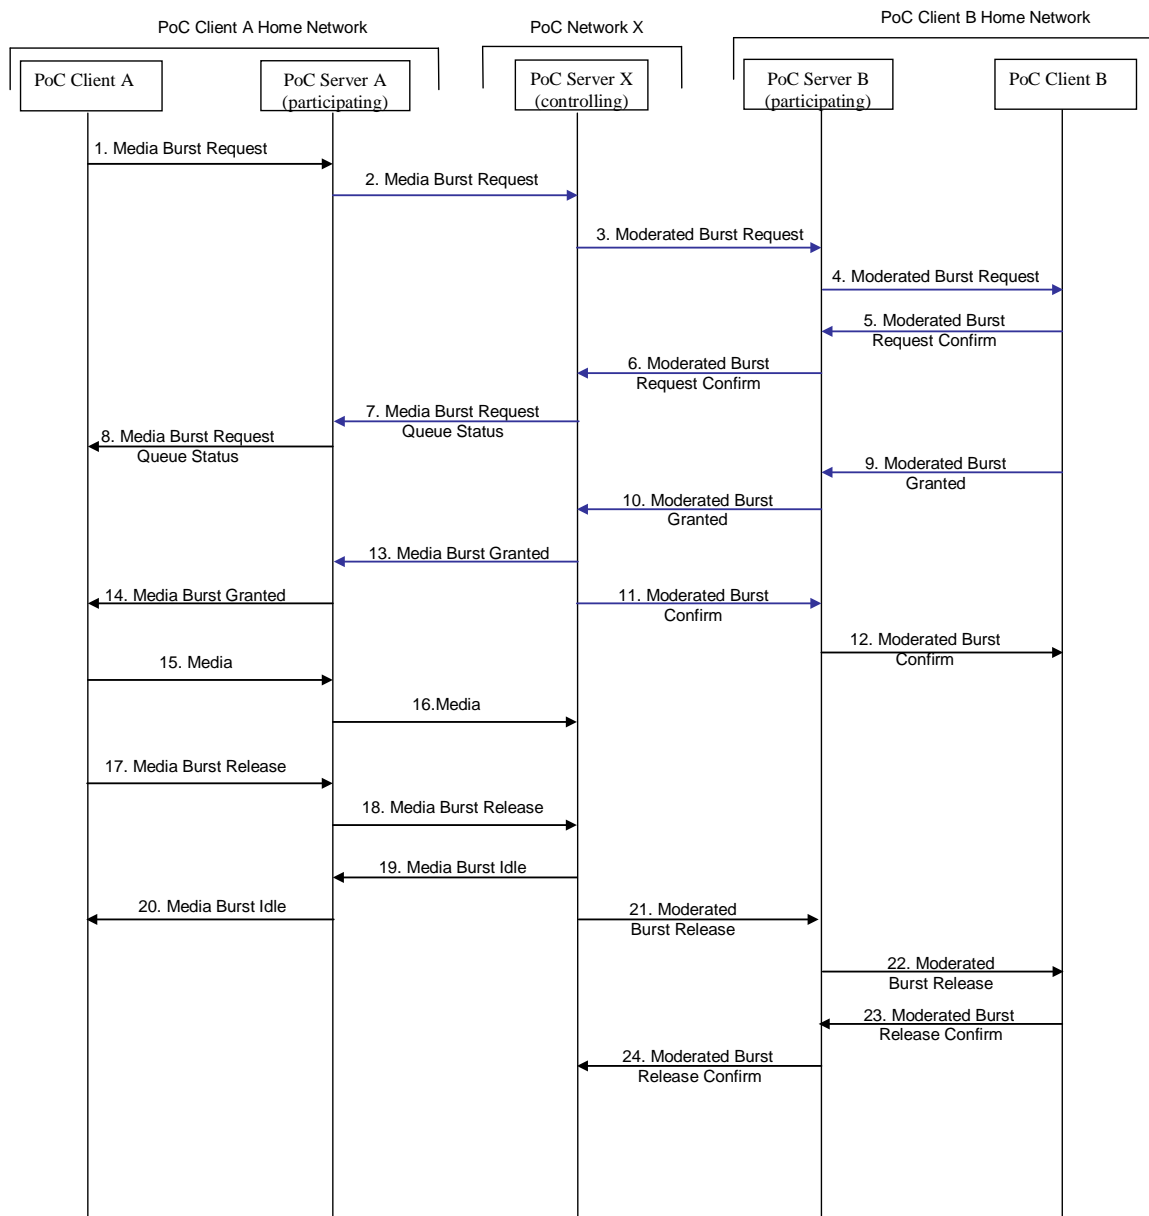 PoC Client A Home Network
PoC Network X
PoC Client B Home Network
PoC Client A
PoC Server A
(participating)
PoC Server X
(controlling)
PoC Server B
(participating)
PoC Client B
1. Media Burst Request
2. Media Burst Request
3. Moderated Burst Request
4. Moderated Burst Request
5. Moderated Burst
Request Confirm
6. Moderated Burst
Request Confirm
7. Media Burst Request
Queue Status
8. Media Burst Request
Queue Status
9. Moderated Burst
Granted
10. Moderated Burst
Granted
13. Media Burst Granted
14. Media Burst Granted
11. Moderated Burst
Confirm
12. Moderated Burst
Confirm
15. Media
16.Media
17. Media Burst Release
18. Media Burst Release
19. Media Burst Idle
20. Media Burst Idle
21. Moderated
Burst Release
22. Moderated
Burst Release
23. Moderated Burst
Release Confirm
24. Moderated Burst
Release Confirm